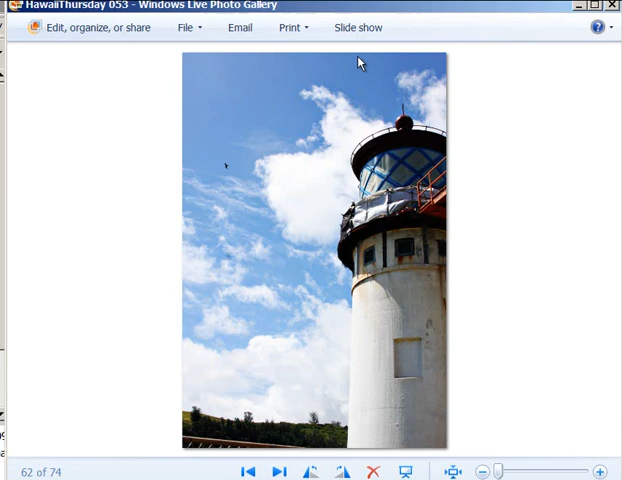 HawaiiThursday 053 - Windows Live Photo Gallery
Edit, organize, or share File Email Print Slide show ?
62 of 74